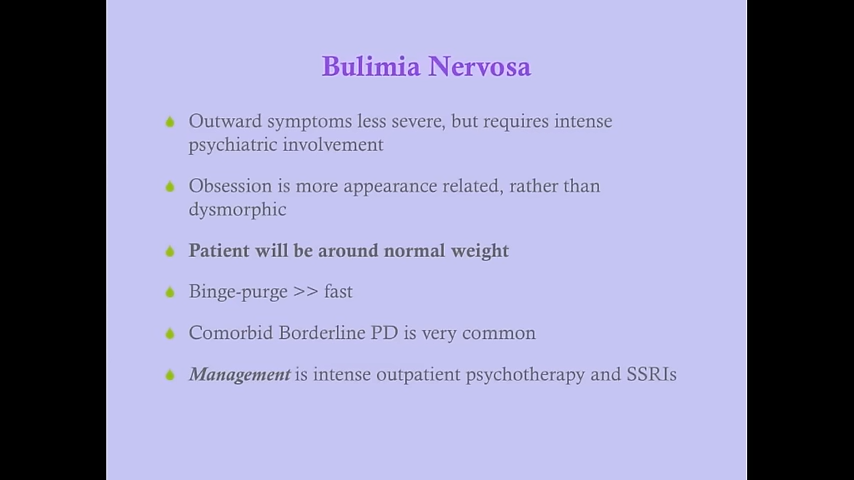 Bulimia Nervosa
Outward symptoms less severe, but requires intense
psychiatric involvement
Obsession is more appearance related, rather than
dysmorphic
Patient will be around normal weight
Binge-purge >> fast
Comorbid Borderline PD is very common
Management is intense outpatient psychotherapy and SSRIs